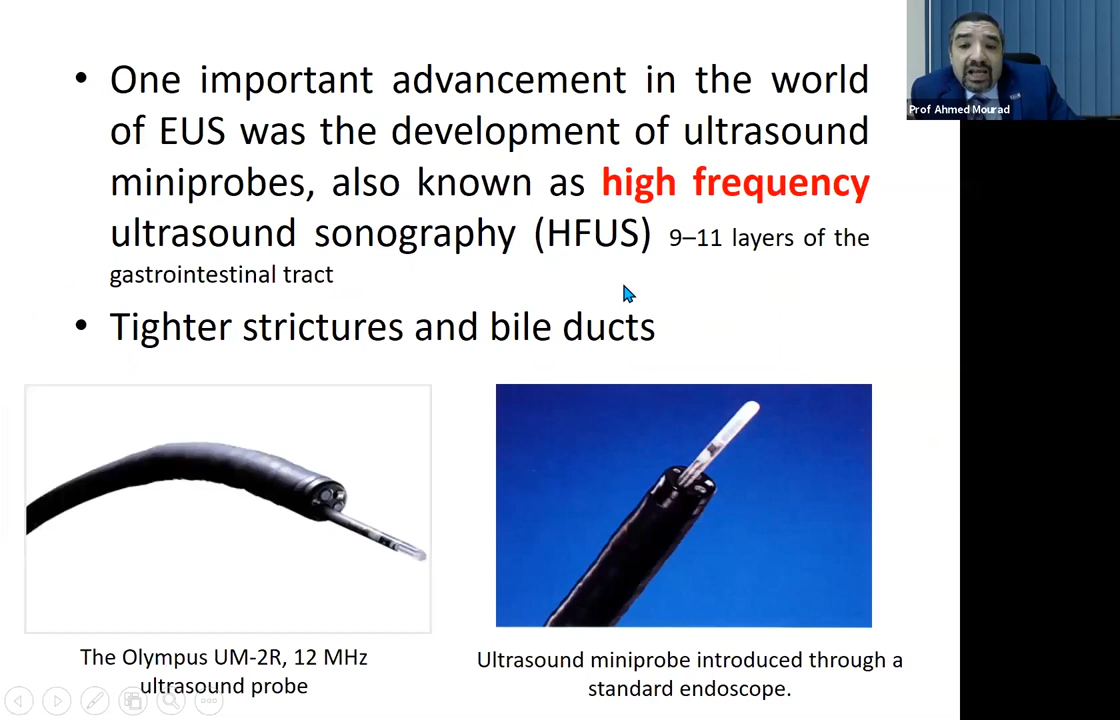 • One important advancement in the world
of EUS was the development of ultrasound
miniprobes, also known as high frequency
ultrasound sonography (HFUS) 9–11 layers of the
gastrointestinal tract
• Tighter strictures and bile ducts
The Olympus UM-2R, 12 MHz
ultrasound probe
Ultrasound miniprobe introduced through a
standard endoscope.
Prof Ahmed Mourad